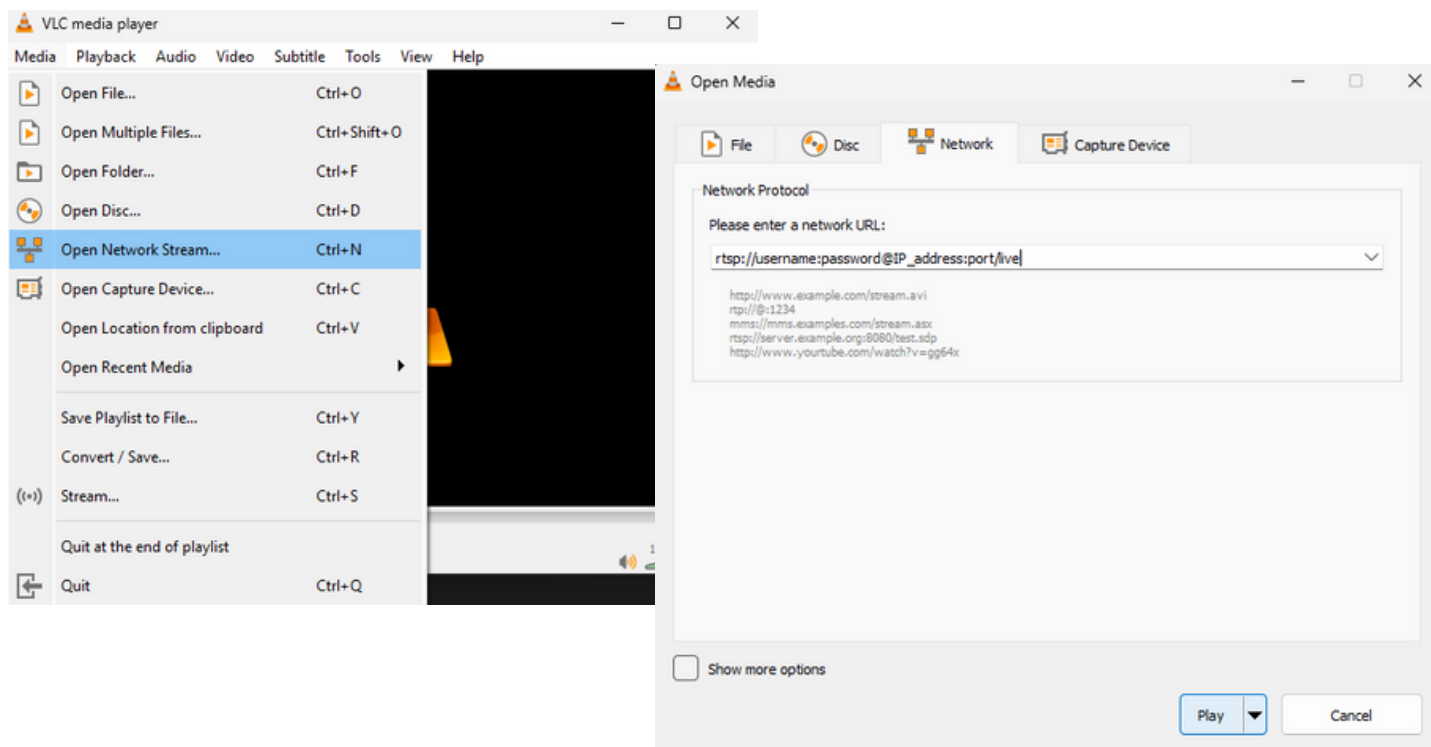 VLC media player
Media Playback Audio Video Subtitle Tools View Help
Open File... Ctrl+O
Open Multiple Files... Ctrl+Shift+O
Open Folder... Ctrl+F
Open Disc... Ctrl+D
Open Network Stream... Ctrl+N
Open Capture Device... Ctrl+C
Open Location from clipboard Ctrl+V
Open Recent Media
Save Playlist to File... Ctrl+Y
Convert / Save... Ctrl+R
Stream... Ctrl+S
Quit at the end of playlist
Quit Ctrl+Q
1
Open Media
File Disc Network Capture Device
Network Protocol
Please enter a network URL:
rtsp://username:password@IP_address:port/live
http://www.example.com/stream.avi
rtp://@:1234
mms://mms.examples.com/stream.asx
rtsp://server.example.org:8080/test.sdp
http://www.yourtube.com/watch?v=gg64x
Show more options
Play Cancel